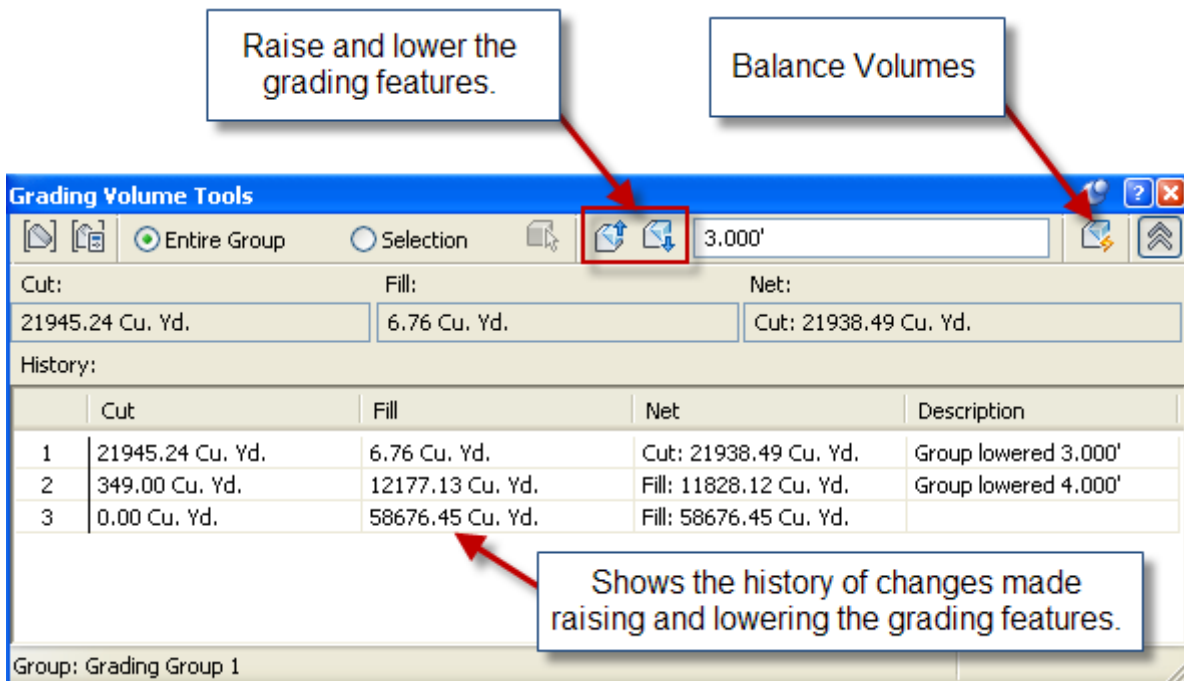 Raise and lower the
grading features.
Balance Volumes
Grading Volume Tools
Entire Group
Selection
3.000'
Cut:
Fill:
Net:
21945.24 Cu. Yd.
6.76 Cu. Yd.
Cut: 21938.49 Cu. Yd.
History:
Cut Fill Net Description
1 21945.24 Cu. Yd. 6.76 Cu. Yd. Cut: 21938.49 Cu. Yd. Group lowered 3.000'
2 349.00 Cu. Yd. 12177.13 Cu. Yd. Fill: 11828.12 Cu. Yd. Group lowered 4.000'
3 0.00 Cu. Yd. 58676.45 Cu. Yd. Fill: 58676.45 Cu. Yd.
Shows the history of changes made
raising and lowering the grading features.
Group: Grading Group 1